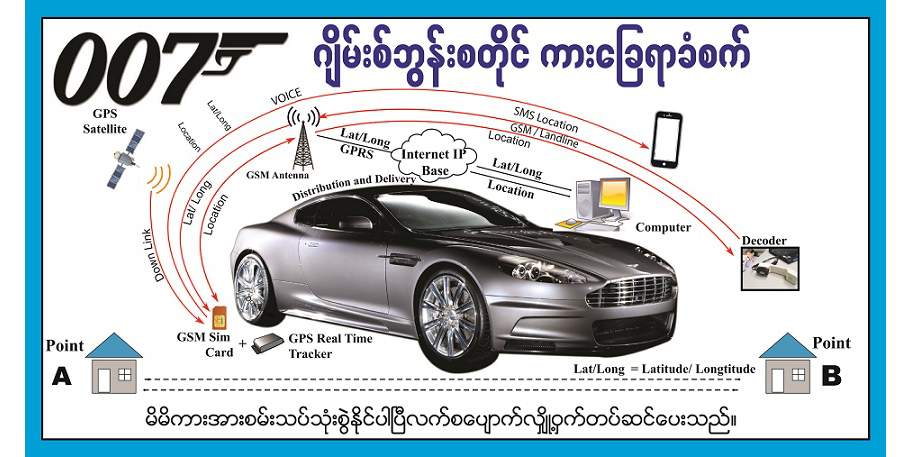 007
ဂျိမ်းစ်ဘွန်းစတိုင် ကားခြေရာခံစက်
GPS
Satellite
Lat/Long
Location
VOICE
SMS Location
GSM / Landline
Location
Lat/Long
GPRS
Internet IP
Base
Lat/Long
Location
GSM Antenna
Distribution and Delivery
Computer
Decoder
Down Link
Lat/ Long
Location
GSM Sim
Card
+
GPS Real Time
Tracker
Point
A
Point
B
Lat/Long = Latitude/ Longtitude
မိမိကားအားစမ်းသပ်သုံးစွဲနိုင်ပါပြီလက်စပျောက်လျှို့ဝှက်တပ်ဆင်ပေးသည်။